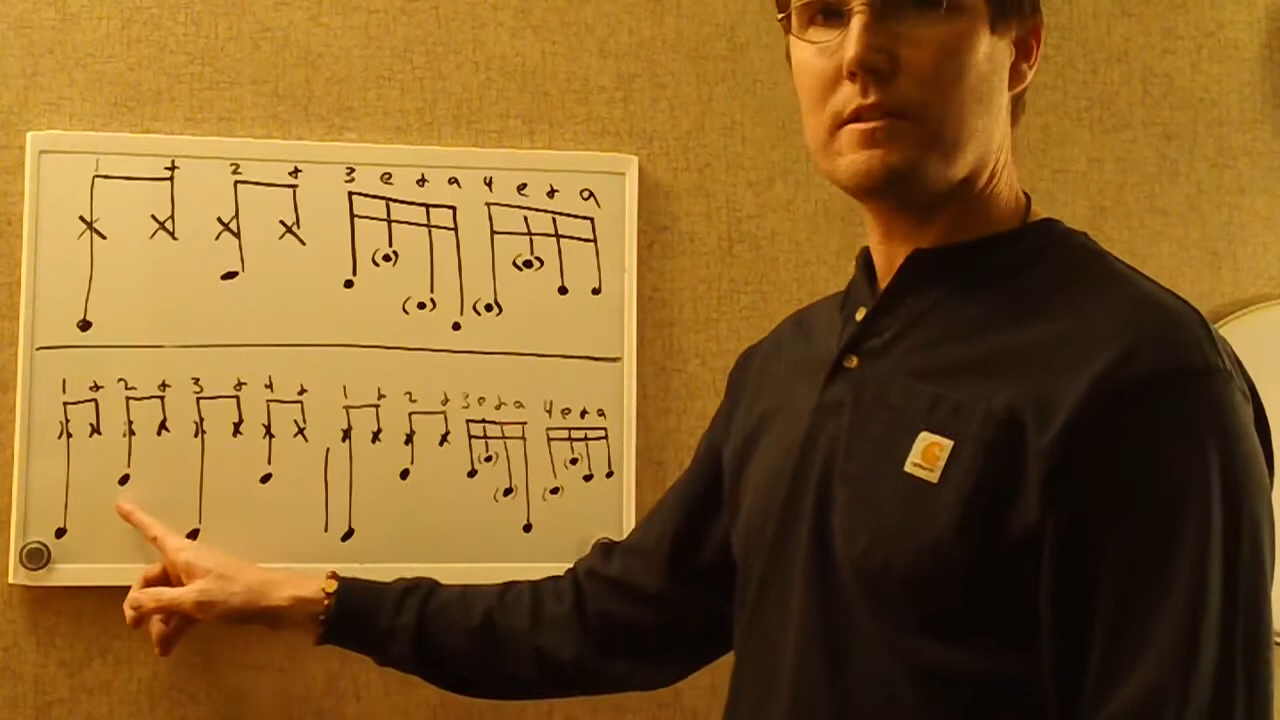 1 + 2 + 3 e + a 4 e + a
1 + 2 + 3 + 4 + 1 + 2 + 3 e + a 4 e + a